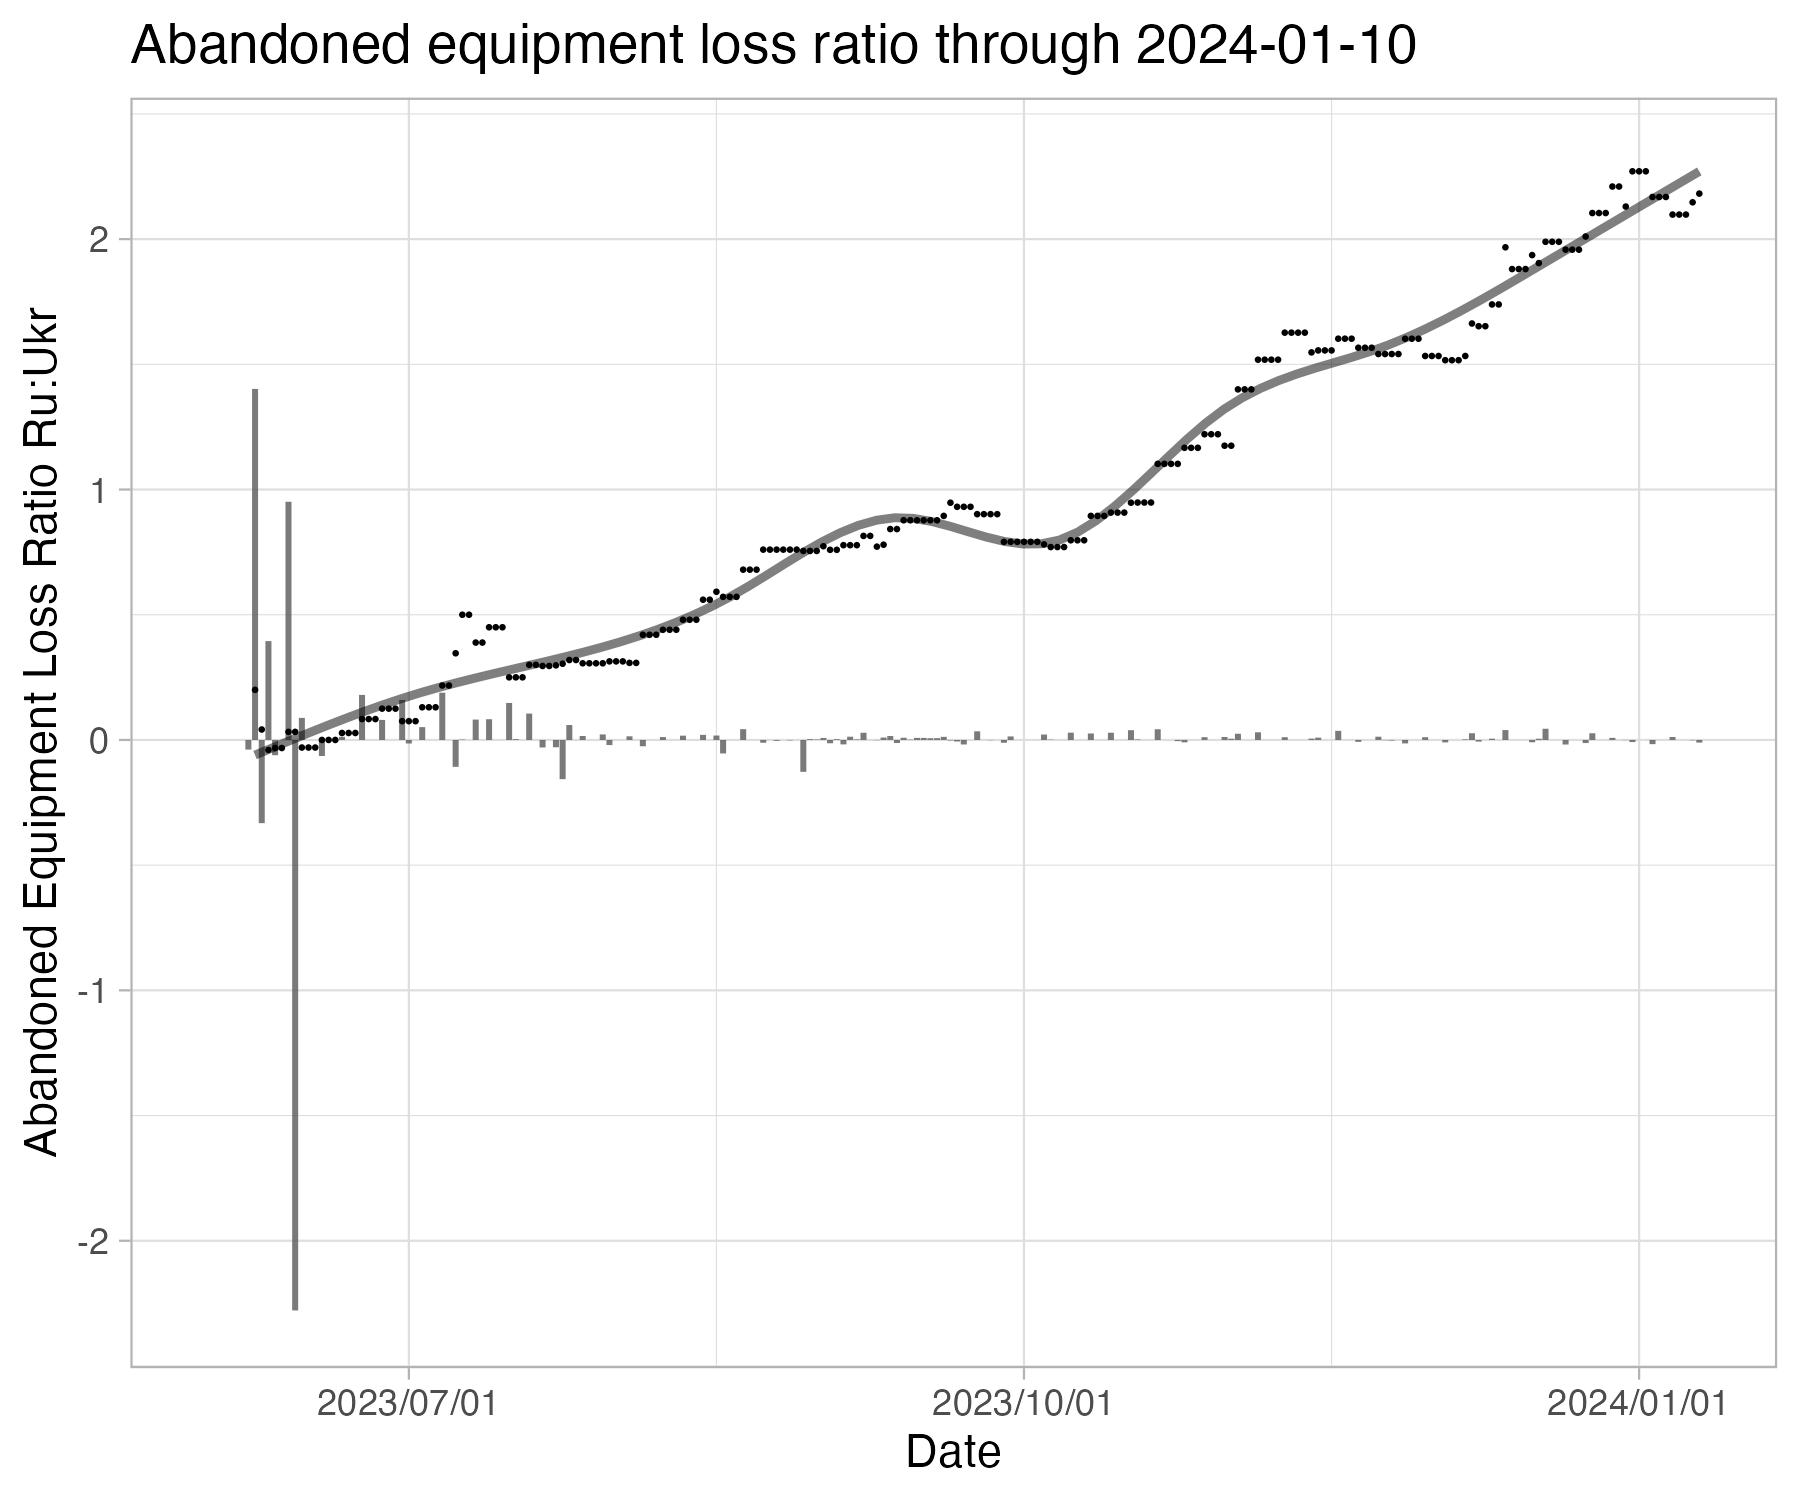 Abandoned equipment loss ratio through 2024-01-10
Abandoned Equipment Loss Ratio Ru:Ukr
2
1
0
-1
-2
2023/07/01
2023/10/01
2024/01/01
Date